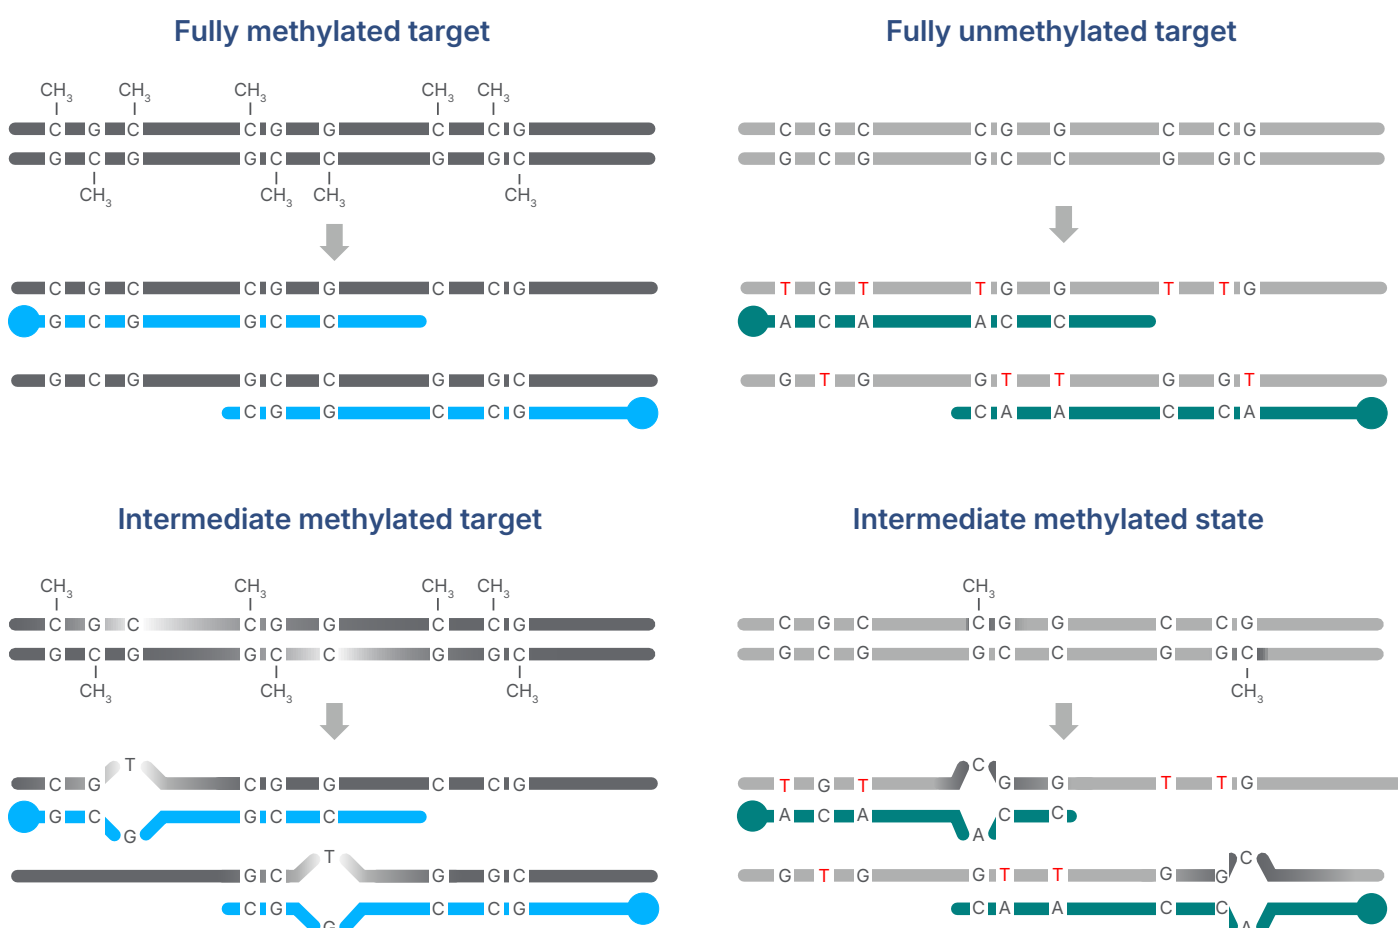 Fully methylated target
Fully unmethylated target
CH3 CH3 CH3 CH3 CH3
C G C C G G C C G
G C G G C C G G C
CH3 CH3 CH3 CH3
C G C C G G C C G
G C G G C C
G C G G C C G G C
C G G C C G
C G C C G G C C G
G C G G C C G G C
T G T T G G T T G
A C A A C C
G T G G T T G G T
C A A C C A
Intermediate methylated target
Intermediate methylated state
CH3 CH3 CH3 CH3
C G C C G G C C G
G C G G C C G G C
CH3 CH3 CH3
C G T C G G C C G
G C G G C C
G C T G G C
C G G C C G
CH3
C G C C G G C C G
G C G G C C G G C
CH3
T G T C G G T T G
A C A A C C
G T G G T T G G C
C A A C C A